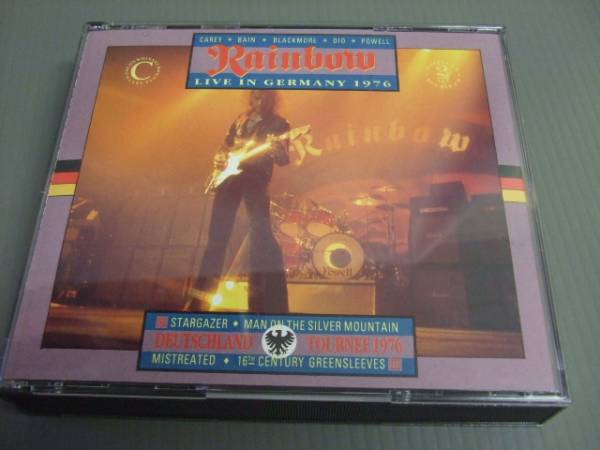 CAREY ★ BAIN ★ BLACKMORE ★ DIO ★ POWELL
Rainbow
LIVE IN GERMANY 1976
C
Rainbow
Powell
STARGAZER ♦ MAN ON THE SILVER MOUNTAIN
DEUTSCHLAND TOURNEE 1976
MISTREATED ♦ 16TH CENTURY GREENSLEEVES